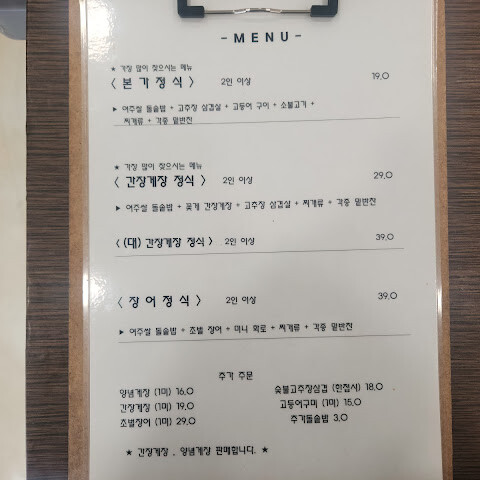 - MENU -
★ 가장 많이 찾으시는 메뉴
< 본가정식 > 2인 이상 19,0
▶ 여주쌀 돌솥밥 + 고추장 삼겹살 + 고등어 구이 + 소불고기 +
찌개류 + 각종 밑반찬
★ 가장 많이 찾으시는 메뉴
< 간장게장 정식 > 2인 이상 29,0
▶ 여주쌀 돌솥밥 + 꽃게 간장게장 + 고추장 삼겹살 + 찌개류 + 각종 밑반찬
< (대) 간장게장 정식 > 2인 이상 39,0
< 장어정식 > 2인 이상 39,0
▶ 여주쌀 돌솥밥 + 초벌 장어 + 미니 화로 + 찌개류 + 각종 밑반찬
추가 주문
양념게장 (1미) 16,0 숯불고추장삼겹 (한접시) 18,0
간장게장 (1미) 19,0 고등어구미 (1미) 15,0
초벌장어 (1미) 29,0 추가돌솥밥 3,0
★ 간장게장 , 양념게장 판매합니다. ★